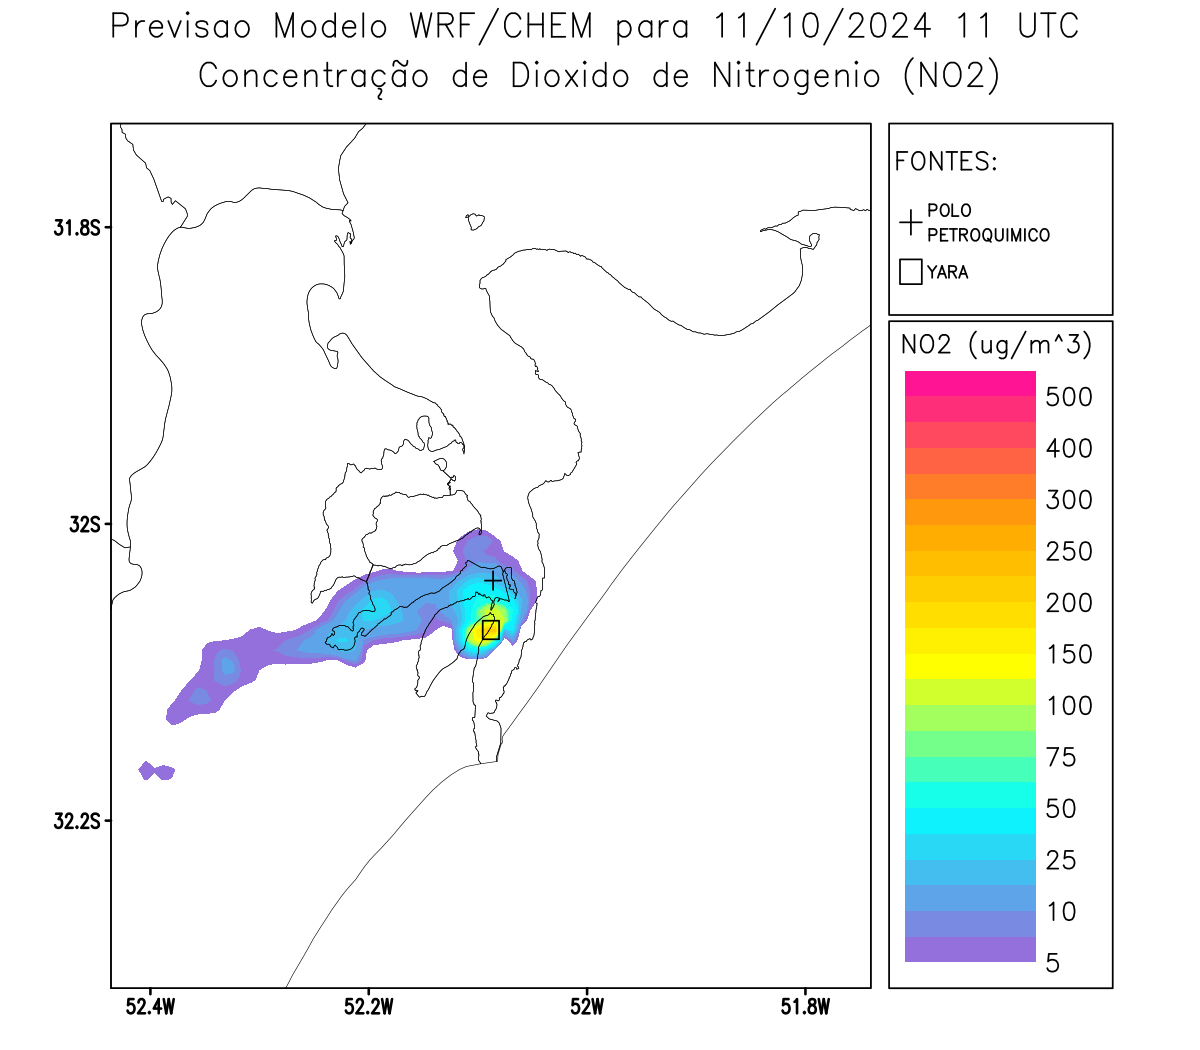 Previsao Modelo WRF/CHEM para 11/10/2024 11 UTC
Concentração de Dioxido de Nitrogenio (NO2)
FONTES:
POLO
PETROQUIMICO
YARA
31.8S
32S
32.2S
52.4W
52.2W
52W
51.8W
NO2 (ug/m^3)
500
400
300
250
200
150
100
75
50
25
10
5